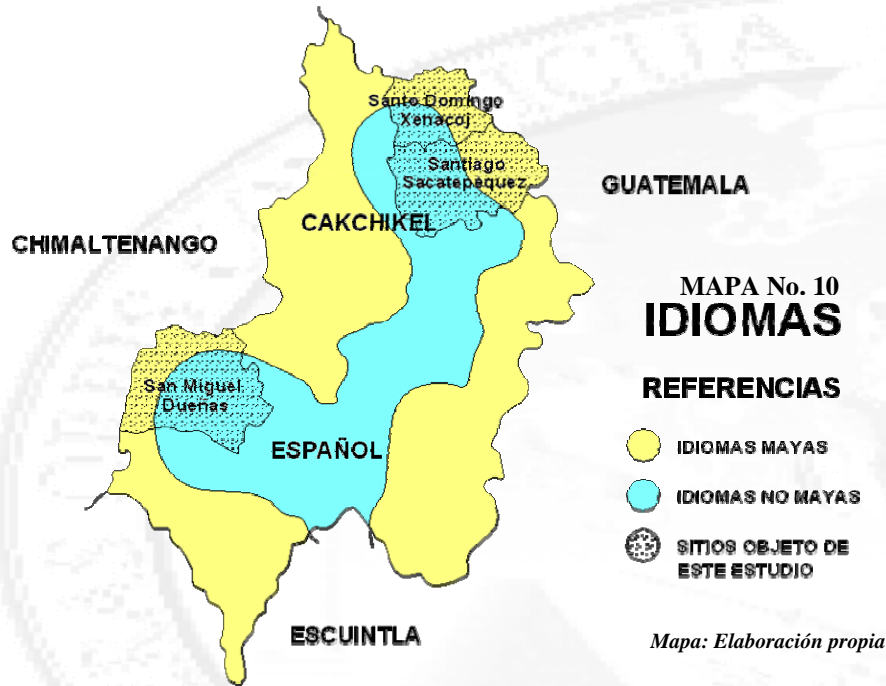 Santo Domingo
Xenacoj
Santiago
Sacatepéquez
GUATEMALA
CAKCHIKEL
CHIMALTENANGO
MAPA No. 10
IDIOMAS
REFERENCIAS
San Miguel
Dueñas
ESPAÑOL
IDIOMAS MAYAS
IDIOMAS NO MAYAS
SITIOS OBJETO DE
ESTE ESTUDIO
ESCUINTLA
Mapa: Elaboración propia